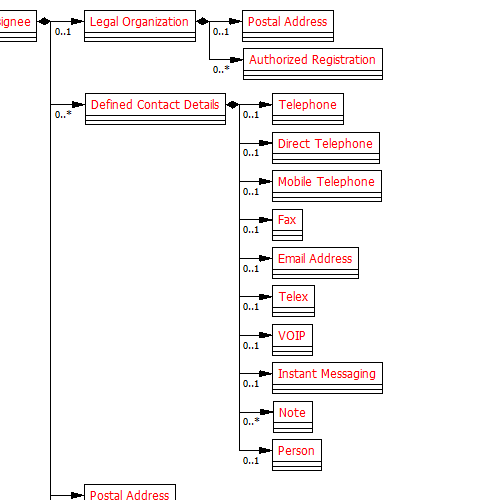 Legal Organization
Postal Address
0..1
0..1
Authorized Registration
0..*
Defined Contact Details
Telephone
0..*
0..1
Direct Telephone
0..1
Mobile Telephone
0..1
Fax
0..1
Email Address
0..1
Telex
0..1
VOIP
0..1
Instant Messaging
0..1
Note
0..*
Person
0..1
Postal Address